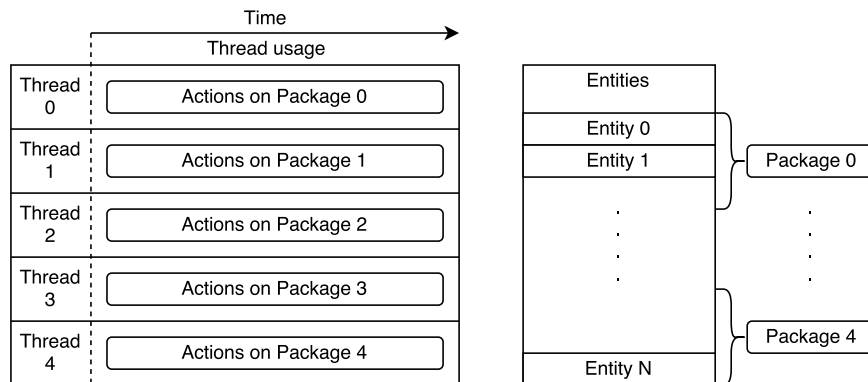 Time
Thread usage
Thread
0
Actions on Package 0
Thread
1
Actions on Package 1
Thread
2
Actions on Package 2
Thread
3
Actions on Package 3
Thread
4
Actions on Package 4
Entities
Entity 0
Entity 1
.
.
.
.
Entity N
Package 0
.
.
.
.
Package 4